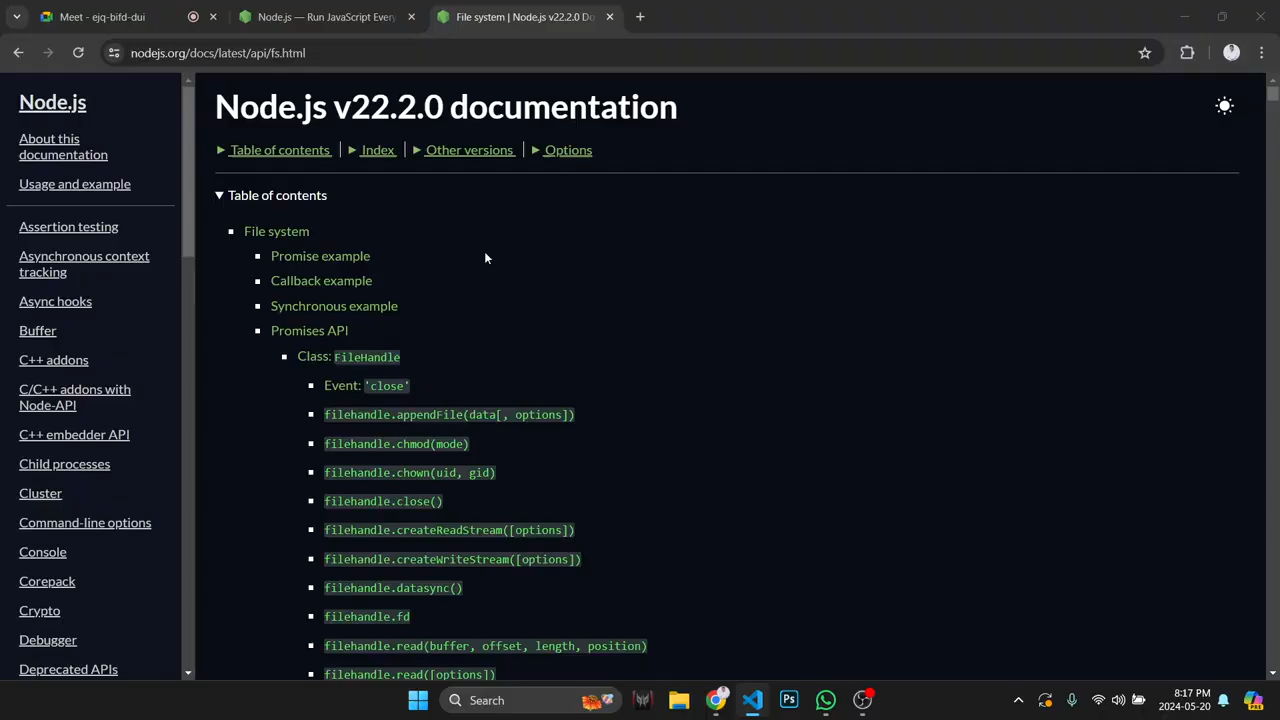 Meet - ejq-bifd-dui
Node.js — Run JavaScript Every
File system | Node.js v22.2.0 Do
nodejs.org/docs/latest/api/fs.html
Node.js
About this
documentation
Usage and example
Assertion testing
Asynchronous context
tracking
Async hooks
Buffer
C++ addons
C/C++ addons with
Node-API
C++ embedder API
Child processes
Cluster
Command-line options
Console
Corepack
Crypto
Debugger
Deprecated APIs
Node.js v22.2.0 documentation
Table of contents
Index
Other versions
Options
Table of contents
File system
Promise example
Callback example
Synchronous example
Promises API
Class: FileHandle
Event: 'close'
filehandle.appendFile(data[, options])
filehandle.chmod(mode)
filehandle.chown(uid, gid)
filehandle.close()
filehandle.createReadStream([options])
filehandle.createWriteStream([options])
filehandle.datasync()
filehandle.fd
filehandle.read(buffer, offset, length, position)
filehandle.read([options])
Search
Ps
8:17 PM
2024-05-20
PRE